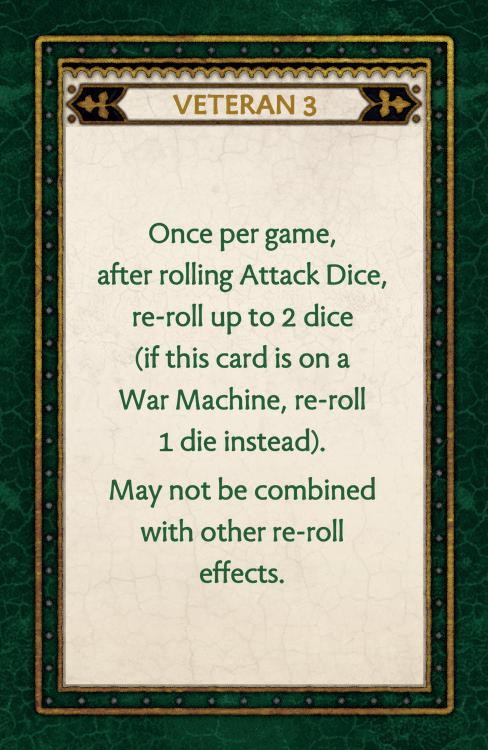 VETERAN 3
Once per game,
after rolling Attack Dice,
re-roll up to 2 dice
(if this card is on a
War Machine, re-roll
1 die instead).
May not be combined
with other re-roll
effects.